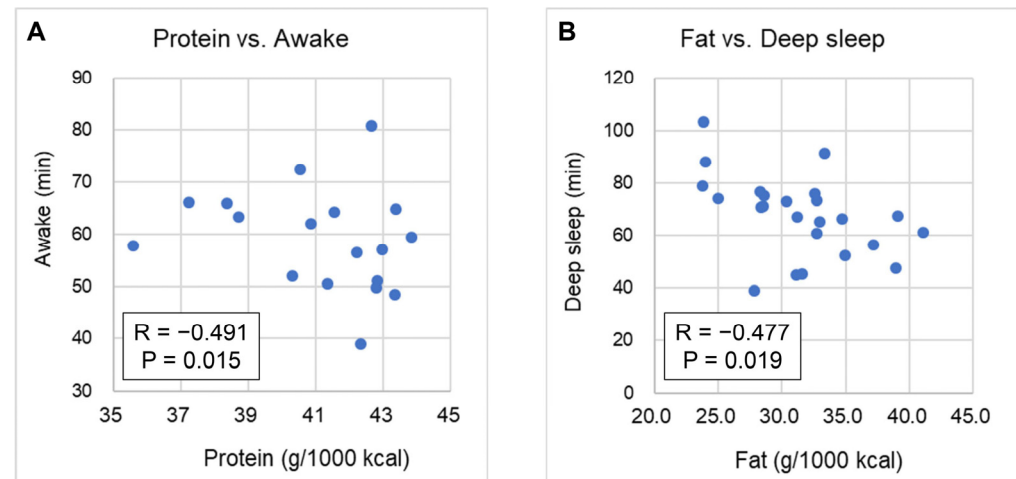 A
Protein vs. Awake
90
80
70
60
50
40
30
Awake (min)
R = −0.491
P = 0.015
35 37 39 41 43 45
Protein (g/1000 kcal)
B
Fat vs. Deep sleep
120
100
80
60
40
20
0
Deep sleep (min)
R = −0.477
P = 0.019
20.0 25.0 30.0 35.0 40.0 45.0
Fat (g/1000 kcal)